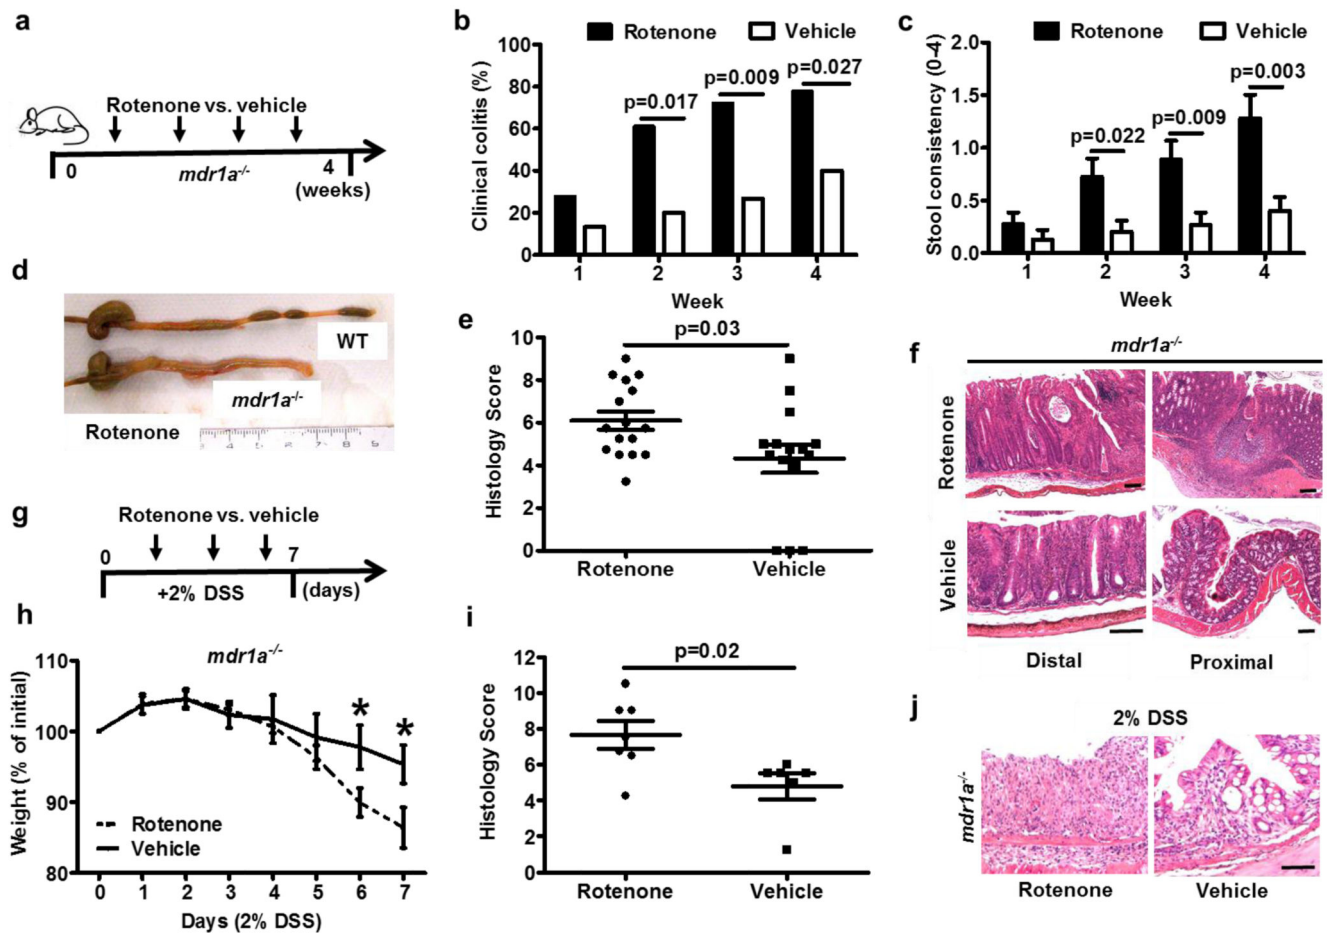 a
Rotenone vs. vehicle
0
4
mdr1a-/-
(weeks)
b
Rotenone
Vehicle
Clinical colitis (%)
100
80
60
40
20
0
p=0.017
p=0.009
p=0.027
1
2
3
4
Week
c
Rotenone
Vehicle
Stool consistency (0-4)
2.0
1.5
1.0
0.5
0.0
p=0.022
p=0.009
p=0.003
1
2
3
4
Week
d
WT
mdr1a-/-
Rotenone
e
Histology Score
10
8
6
4
2
0
p=0.03
Rotenone
Vehicle
f
mdr1a-/-
Rotenone
Vehicle
Distal
Proximal
g
Rotenone vs. vehicle
0
7
+2% DSS
(days)
h
mdr1a-/-
Weight (% of initial)
110
100
90
80
*
*
Rotenone
Vehicle
0
1
2
3
4
5
6
7
Days (2% DSS)
i
Histology Score
12
10
8
6
4
2
0
p=0.02
Rotenone
Vehicle
j
2% DSS
mdr1a-/-
Rotenone
Vehicle